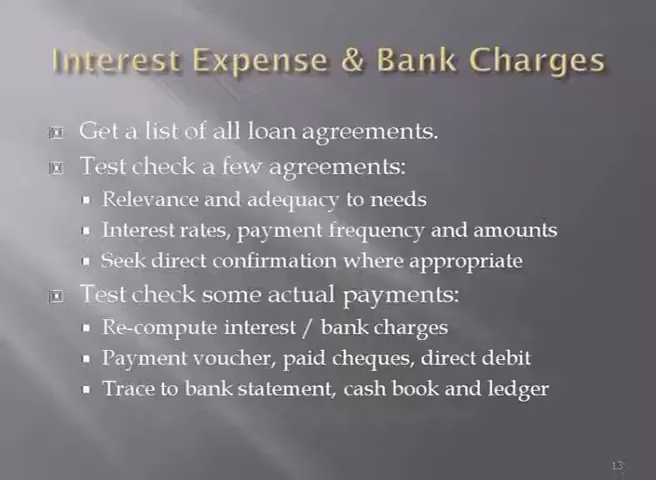 Interest Expense & Bank Charges
Get a list of all loan agreements.
Test check a few agreements:
Relevance and adequacy to needs
Interest rates, payment frequency and amounts
Seek direct confirmation where appropriate
Test check some actual payments:
Re-compute interest / bank charges
Payment voucher, paid cheques, direct debit
Trace to bank statement, cash book and ledger
13